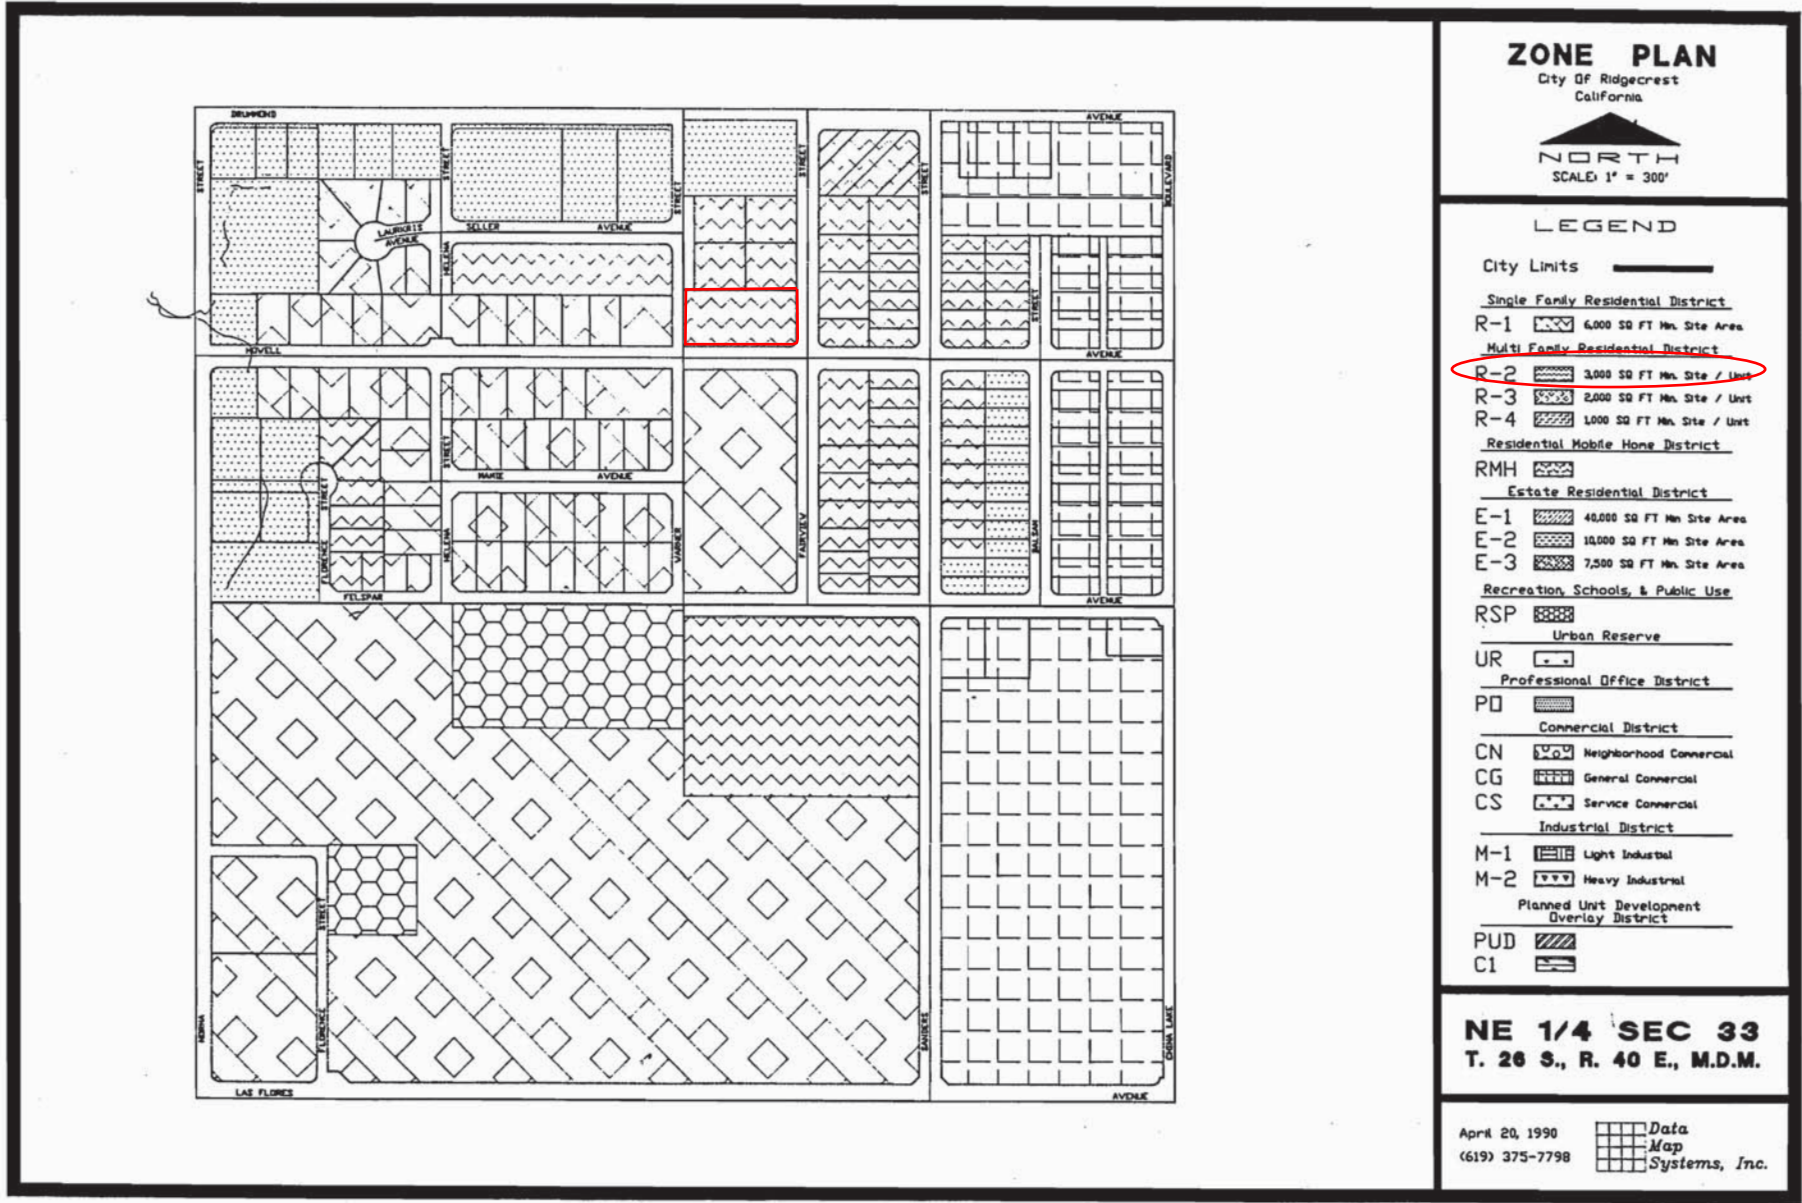 DRUMMOND
AVENUE
STREET
STREET
STREET
STREET
STREET
BOULEVARD
LAURKRIS
AVENUE
SELLER
AVENUE
HELENA
STREET
HOVELL
AVENUE
STREET
MAMIE
AVENUE
STREET
FLORENCE
HELENA
VARNER
FAIRVIEW
BALSAM
FELSPAR
AVENUE
STREET
NORMA
FLORENCE
SANDERS
CHINA LAKE
LAS FLORES
AVENUE
ZONE PLAN
City Of Ridgecrest
California
NORTH
SCALE: 1" = 300'
LEGEND
City Limits
Single Family Residential District
R-1 6,000 SQ FT Min. Site Area
Multi Family Residential District
R-2 3,000 SQ FT Min. Site / Unit
R-3 2,000 SQ FT Min. Site / Unit
R-4 1,000 SQ FT Min. Site / Unit
Residential Mobile Home District
RMH
Estate Residential District
E-1 40,000 SQ FT Min Site Area
E-2 10,000 SQ FT Min. Site Area
E-3 7,500 SQ FT Min. Site Area
Recreation, Schools, & Public Use
RSP
Urban Reserve
UR
Professional Office District
PO
Commercial District
CN Neighborhood Commercial
CG General Commercial
CS Service Commercial
Industrial District
M-1 Light Industial
M-2 Heavy Industrial
Planned Unit Development
Overlay District
PUD
C1
NE 1/4 SEC 33
T. 26 S., R. 40 E., M.D.M.
April 20, 1990
(619) 375-7798
Data
Map
Systems, Inc.